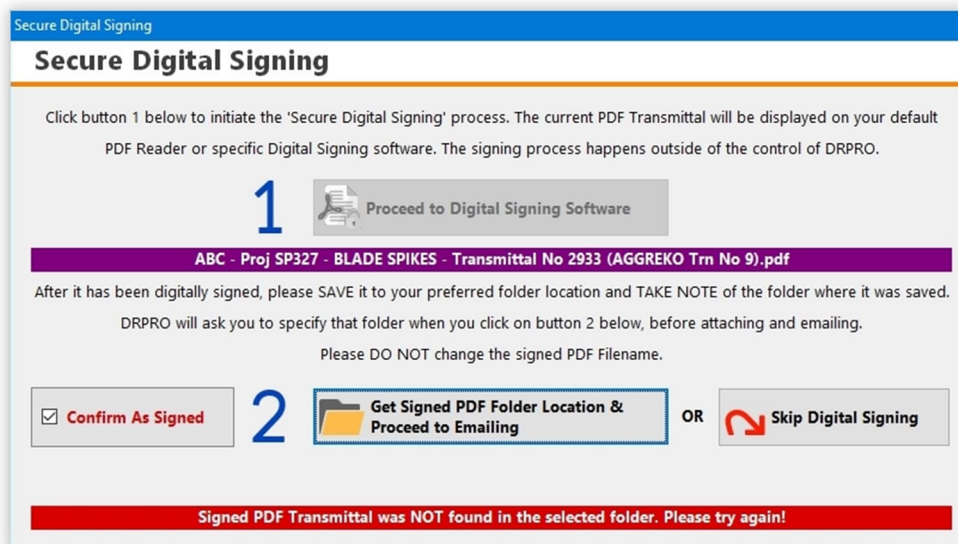 Secure Digital Signing
Secure Digital Signing
Click button 1 below to initiate the 'Secure Digital Signing' process. The current PDF Transmittal will be displayed on your default
PDF Reader or specific Digital Signing software. The signing process happens outside of the control of DRPRO.
1 Proceed to Digital Signing Software
ABC - Proj SP327 - BLADE SPIKES - Transmittal No 2933 (AGGREKO Trn No 9).pdf
After it has been digitally signed, please SAVE it to your preferred folder location and TAKE NOTE of the folder where it was saved.
DRPRO will ask you to specify that folder when you click on button 2 below, before attaching and emailing.
Please DO NOT change the signed PDF Filename.
Confirm As Signed
2
Get Signed PDF Folder Location &
Proceed to Emailing
OR
Skip Digital Signing
Signed PDF Transmittal was NOT found in the selected folder. Please try again!